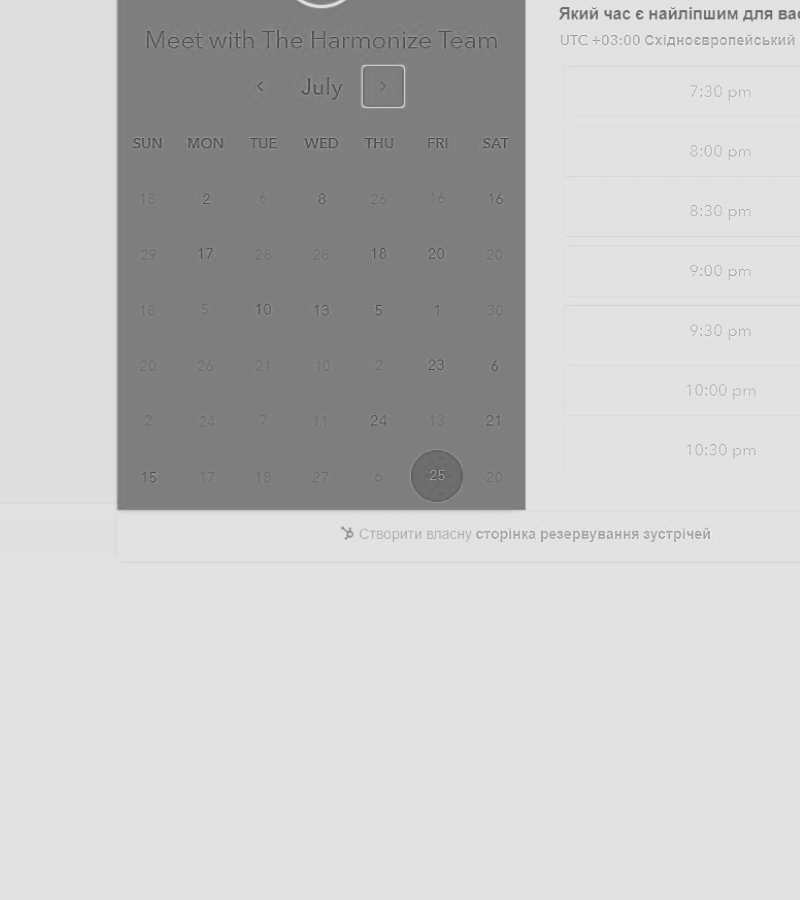 Meet with The Harmonize Team
July
SUN MON TUE WED THU FRI SAT
18 2 6 8 26 16 16
29 17 28 28 18 20 20
18 5 10 13 5 1 30
20 26 21 10 2 23 6
2 24 7 11 24 13 21
15 17 18 27 6 25 20
Який час є найліпшим для вас
UTC +03:00 Східноєвропейський
7:30 pm
8:00 pm
8:30 pm
9:00 pm
9:30 pm
10:00 pm
10:30 pm
Створити власну сторінка резервування зустрічей